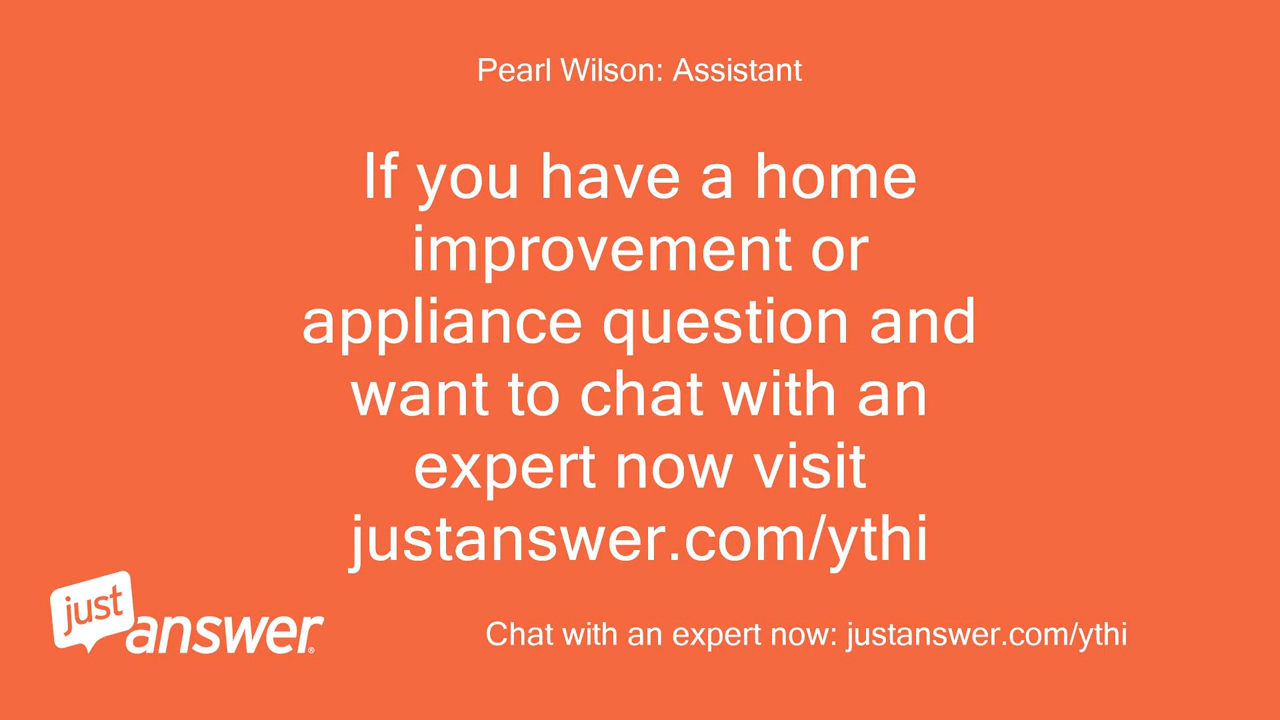 Pearl Wilson: Assistant
If you have a home
improvement or
appliance question and
want to chat with an
expert now visit
justanswer.com/ythi
just
answer®
Chat with an expert now: justanswer.com/ythi